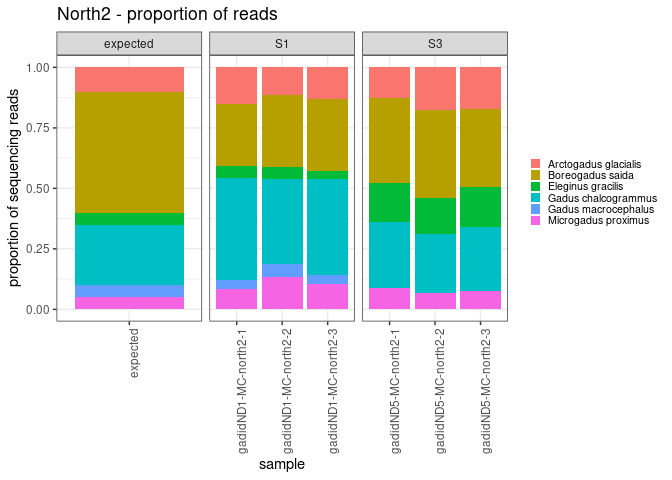 North2 - proportion of reads
expected
S1
S3
proportion of sequencing reads
1.00
0.75
0.50
0.25
0.00
expected
gadidND1-MC-north2-1
gadidND1-MC-north2-2
gadidND1-MC-north2-3
gadidND5-MC-north2-1
gadidND5-MC-north2-2
gadidND5-MC-north2-3
sample
Arctogadus glacialis
Boreogadus saida
Eleginus gracilis
Gadus chalcogrammus
Gadus macrocephalus
Microgadus proximus